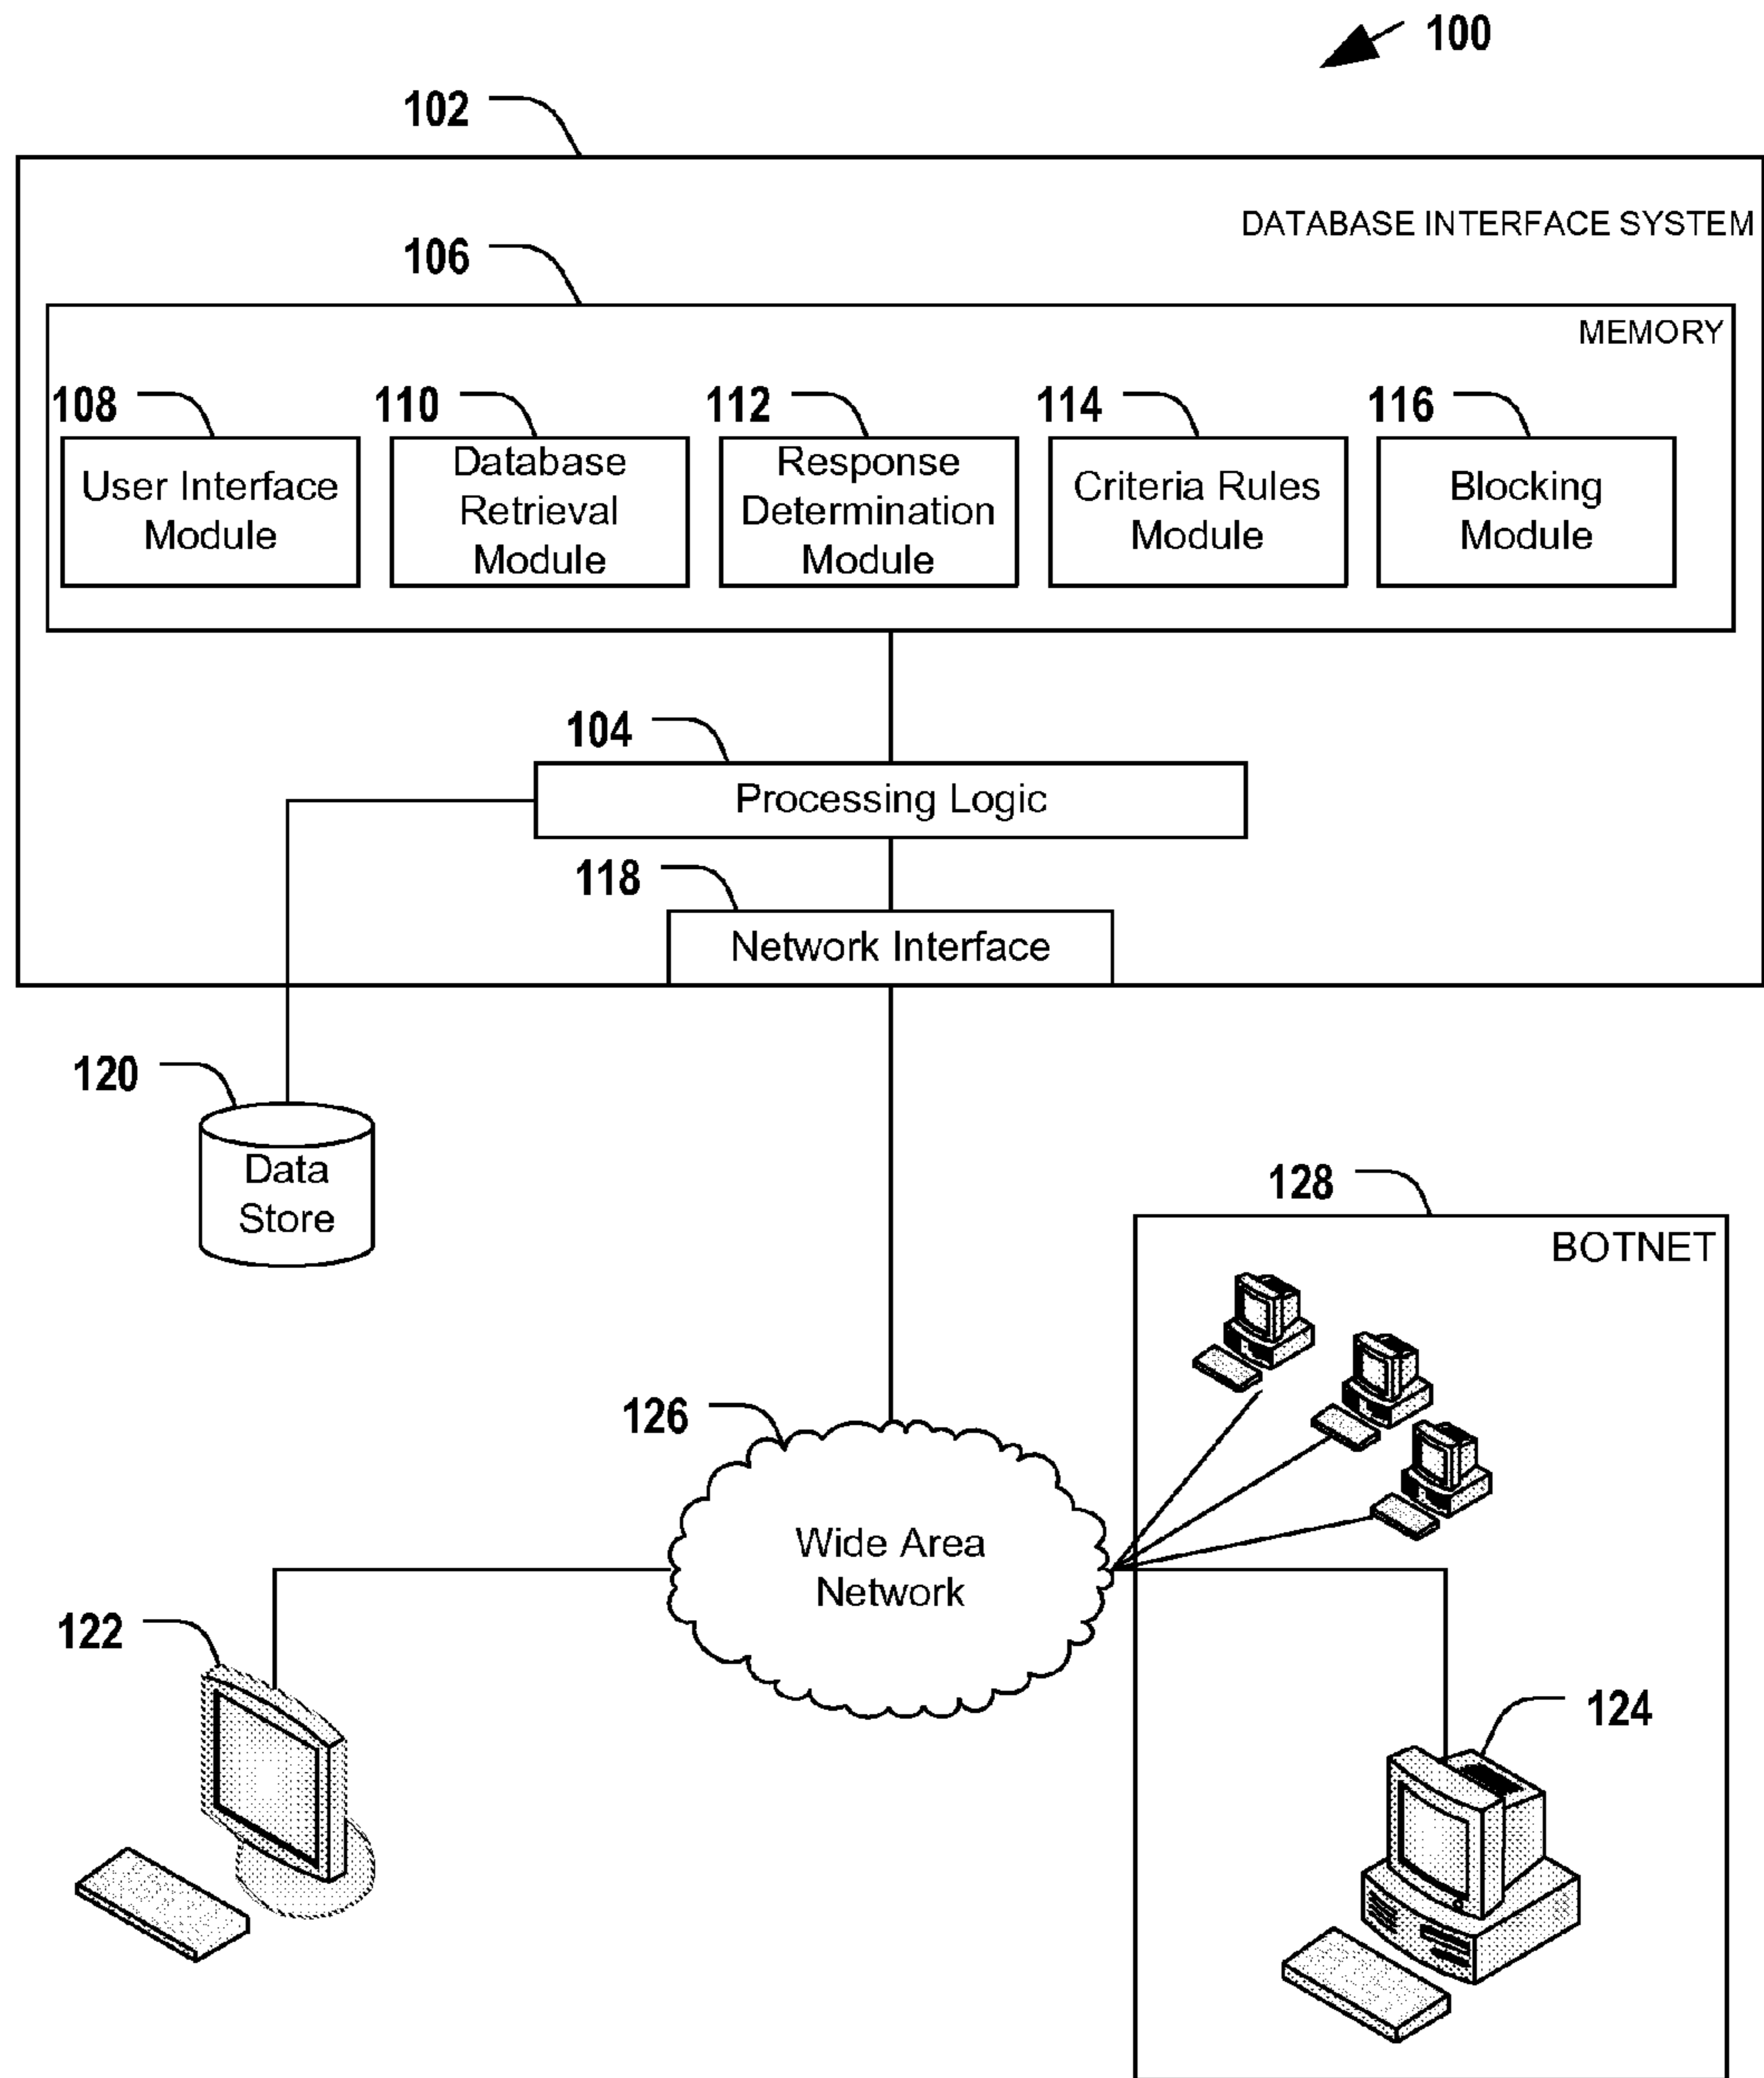 100
102
DATABASE INTERFACE SYSTEM
106
MEMORY
108
110
112
114
116
User Interface
Module
Database
Retrieval
Module
Response
Determination
Module
Criteria Rules
Module
Blocking
Module
104
Processing Logic
118
Network Interface
120
Data
Store
128
BOTNET
126
Wide Area
Network
122
124